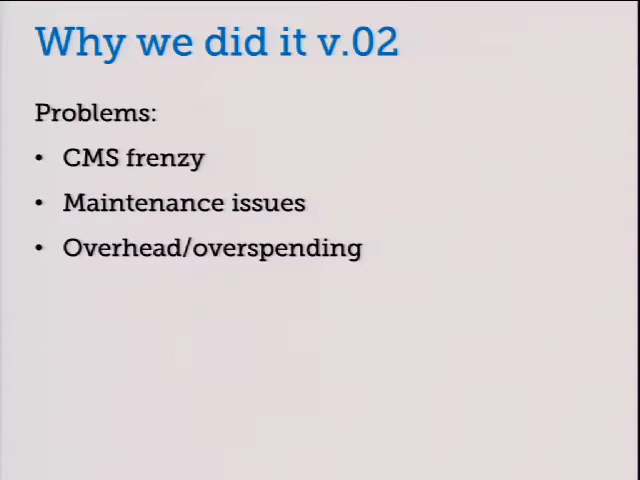 Why we did it v.02
Problems:
• CMS frenzy
• Maintenance issues
• Overhead/overspending